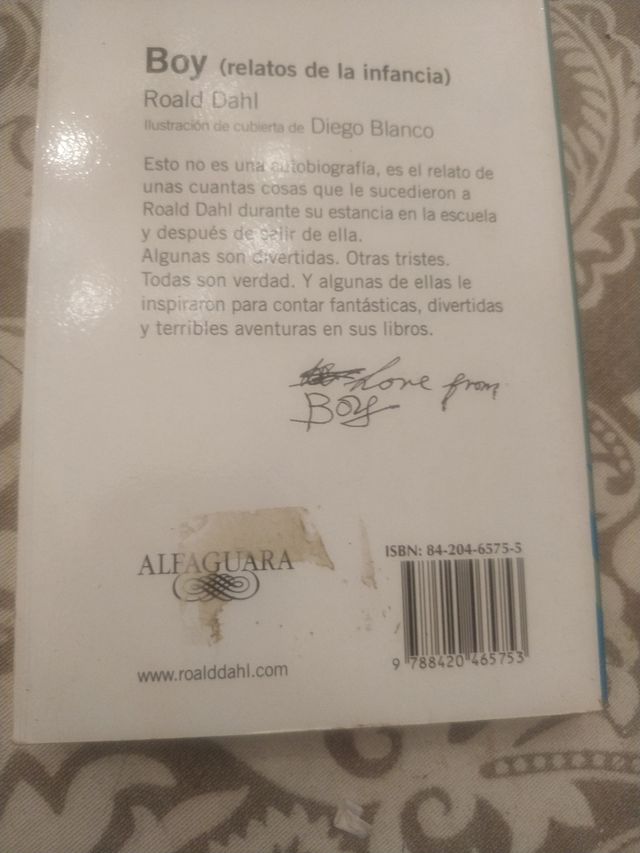 Boy (relatos de la infancia)
Roald Dahl
Ilustración de cubierta de Diego Blanco
Esto no es una autobiografía, es el relato de
unas cuantas cosas que le sucedieron a
Roald Dahl durante su estancia en la escuela
y después de salir de ella.
Algunas son divertidas. Otras tristes.
Todas son verdad. Y algunas de ellas le
inspiraron para contar fantásticas, divertidas
y terribles aventuras en sus libros.
Love from
Boy
ALFAGUARA
ISBN: 84-204-6575-5
9 788420 465753
www.roalddahl.com